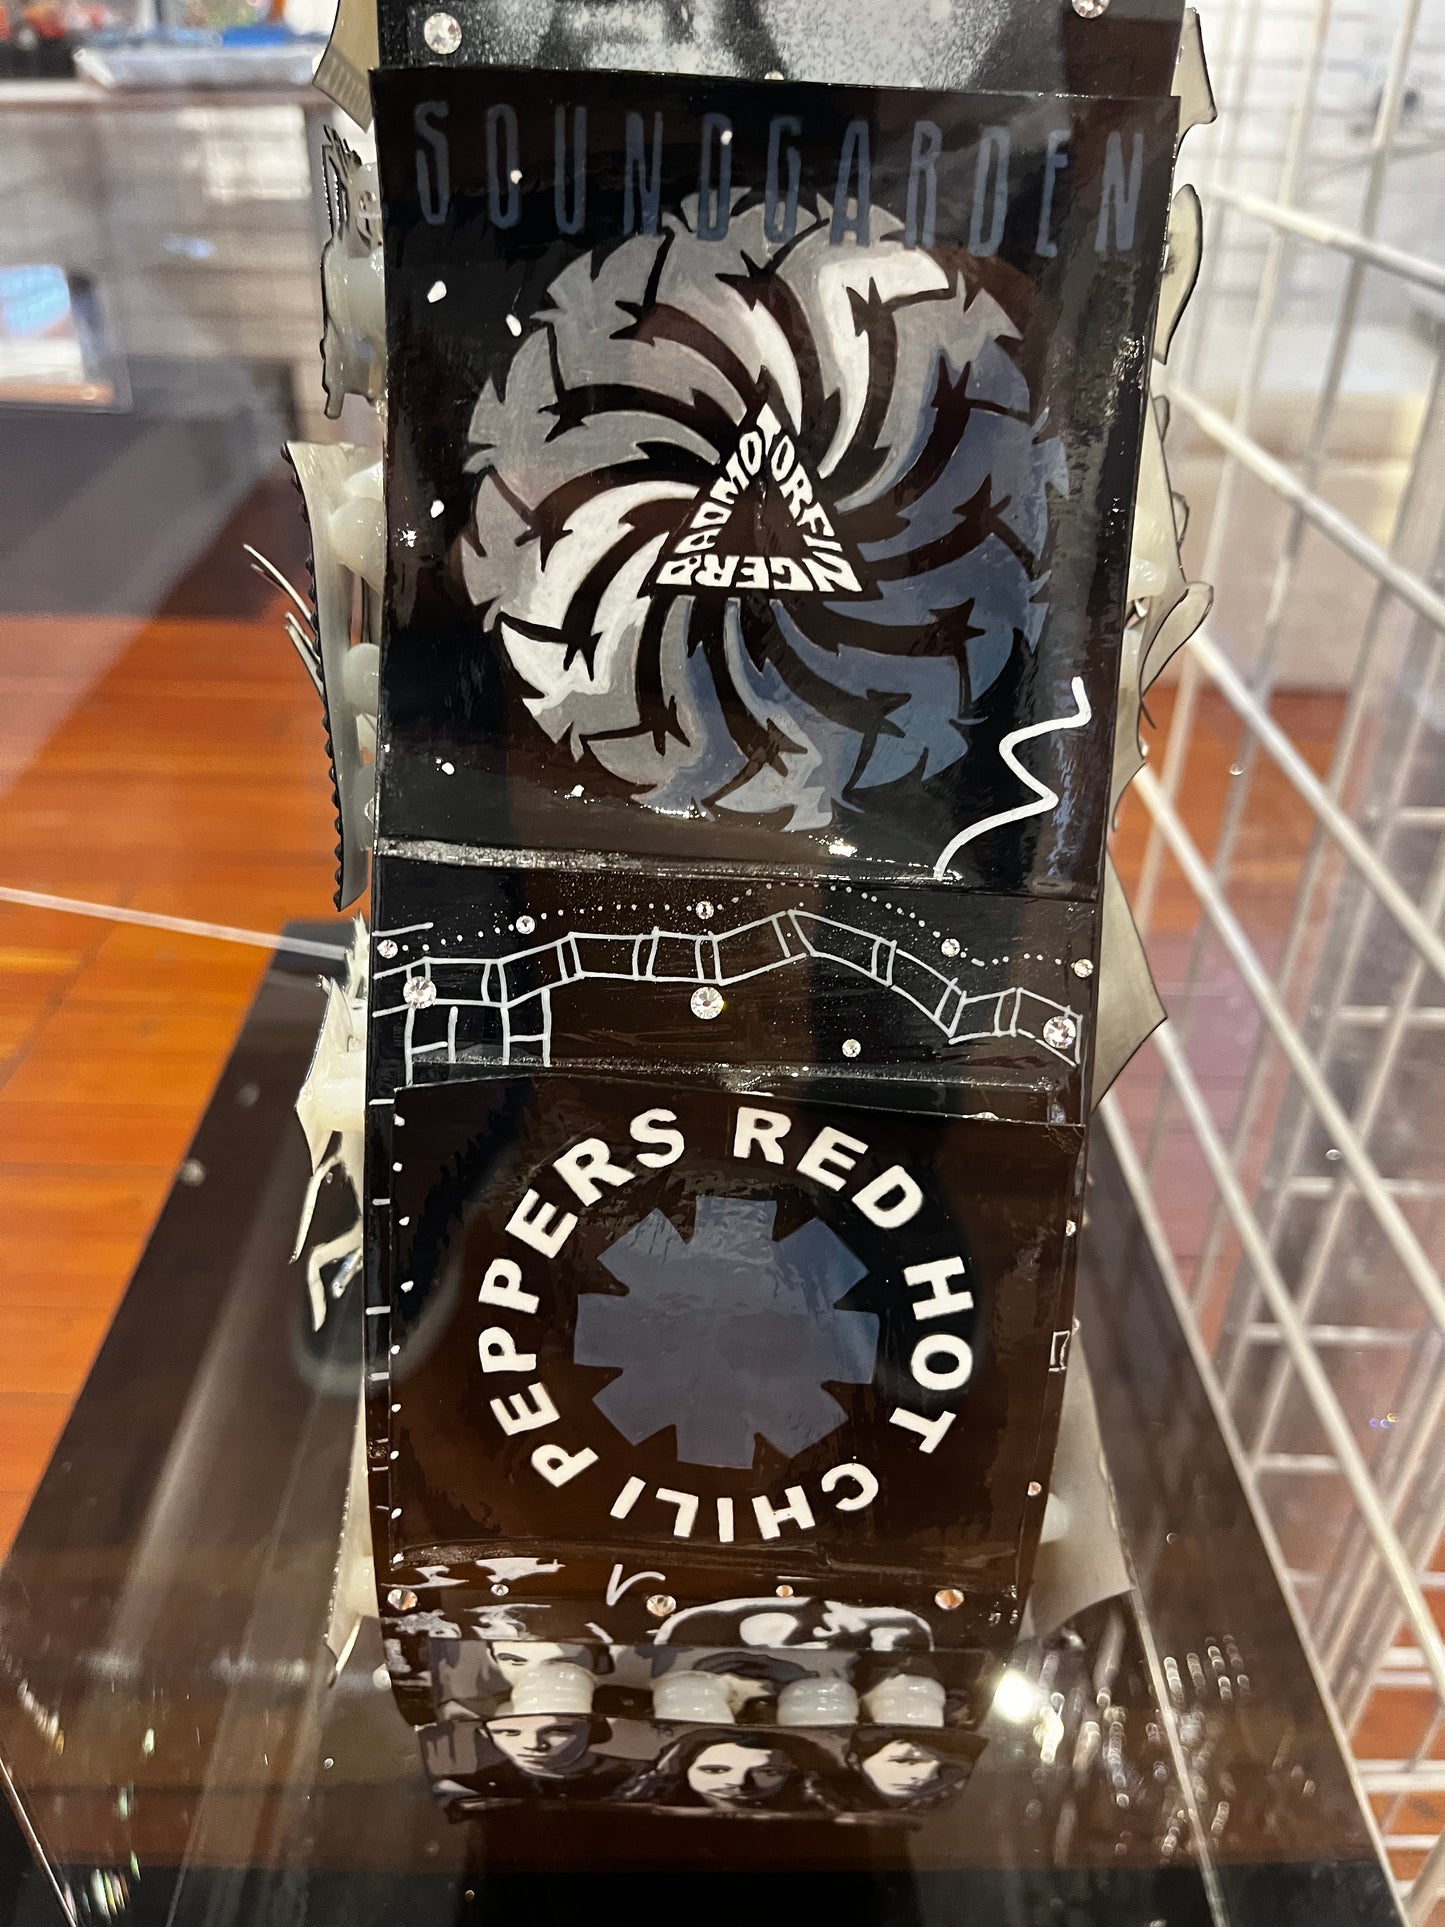 SOUNDGARDEN
BADMOTORFINGER
RED HOT CHILI PEPPERS